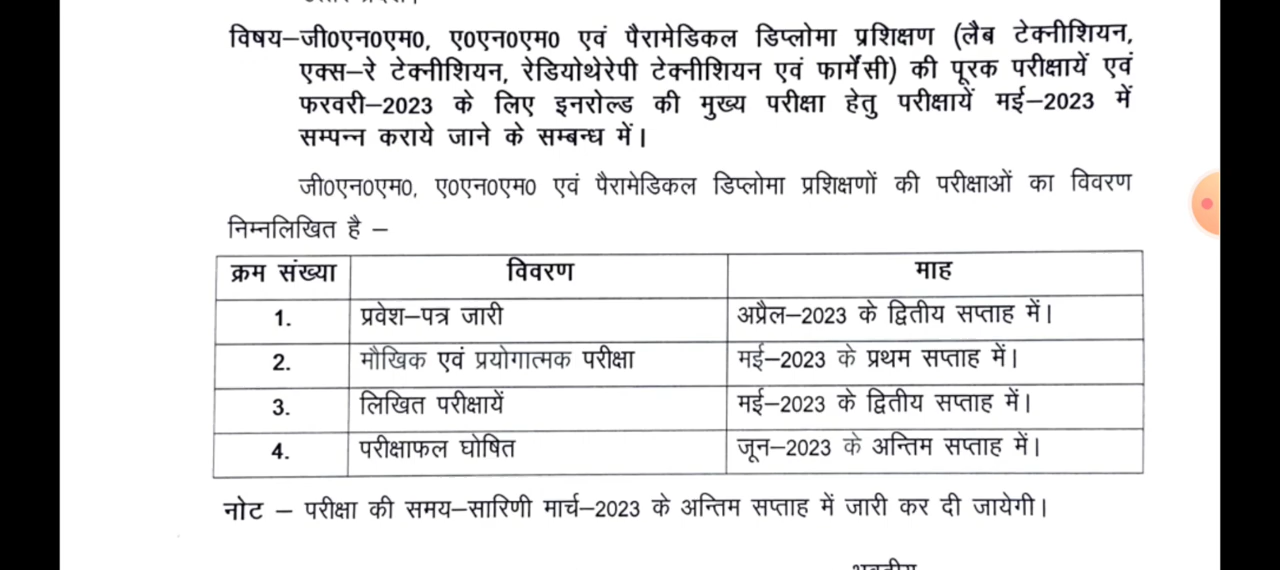 विषय–जी0एन0एम0, ए0एन0एम0 एवं पैरामेडिकल डिप्लोमा प्रशिक्षण (लैब टेक्नीशियन,
एक्स–रे टेक्नीशियन, रेडियोथेरेपी टेक्नीशियन एवं फार्मेसी) की पूरक परीक्षायें एवं
फरवरी–2023 के लिए इनरोल्ड की मुख्य परीक्षा हेतु परीक्षायें मई–2023 में
सम्पन्न कराये जाने के सम्बन्ध में।
जी0एन0एम0, ए0एन0एम0 एवं पैरामेडिकल डिप्लोमा प्रशिक्षणों की परीक्षाओं का विवरण
निम्नलिखित है –
क्रम संख्या विवरण माह
1. प्रवेश–पत्र जारी अप्रैल–2023 के द्वितीय सप्ताह में।
2. मौखिक एवं प्रयोगात्मक परीक्षा मई–2023 के प्रथम सप्ताह में।
3. लिखित परीक्षायें मई–2023 के द्वितीय सप्ताह में।
4. परीक्षाफल घोषित जून–2023 के अन्तिम सप्ताह में।
नोट – परीक्षा की समय–सारिणी मार्च–2023 के अन्तिम सप्ताह में जारी कर दी जायेगी।